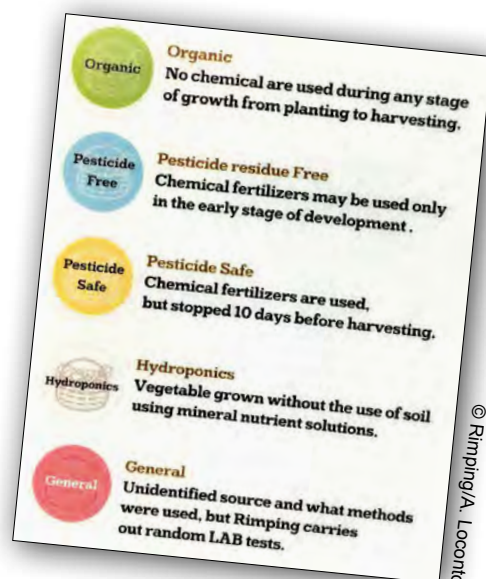 Organic
Organic
No chemical are used during any stage
of growth from planting to harvesting.
Pesticide
Free
Pesticide residue Free
Chemical fertilizers may be used only
in the early stage of development .
Pesticide
Safe
Pesticide Safe
Chemical fertilizers are used,
but stopped 10 days before harvesting.
Hydroponics
Hydroponics
Vegetable grown without the use of soil
using mineral nutrient solutions.
General
General
Unidentified source and what methods
were used, but Rimping carries
out random LAB tests.
© Rimping/A. Loconto